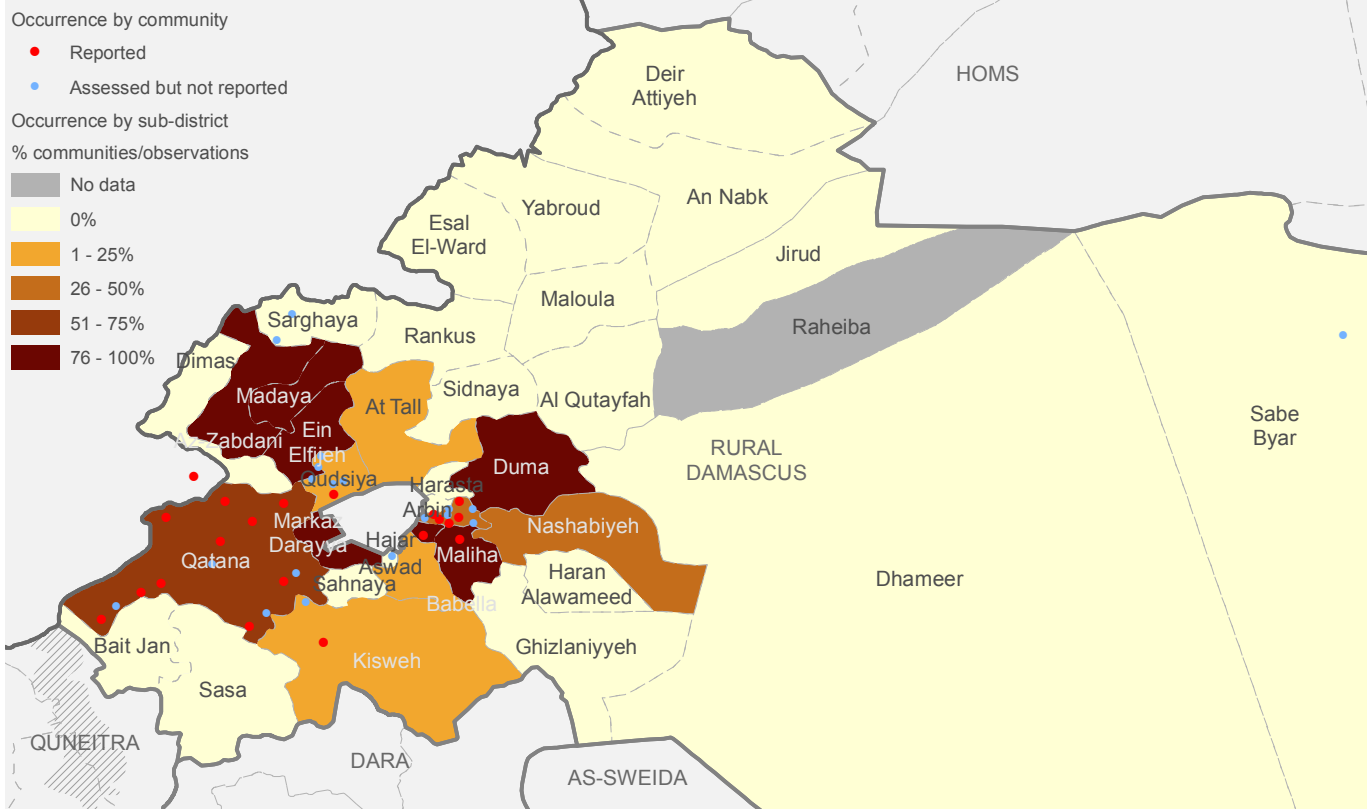 Occurrence by community
Reported
Assessed but not reported
Occurrence by sub-district
% communities/observations
No data
0%
1 - 25%
26 - 50%
51 - 75%
76 - 100%
Deir
Attiyeh
HOMS
An Nabk
Yabroud
Esal
El-Ward
Jirud
Maloula
Sarghaya
Rankus
Raheiba
Dimas
Sidnaya
Madaya
At Tall
Al Qutayfah
Sabe
Byar
Ein
Elfijeh
Az-Zabdani
RURAL
DAMASCUS
Duma
Qudsiya
Harasta
Arbin
Markaz
Darayya
Nashabiyeh
Hajar
Aswad
Maliha
Qatana
Sahnaya
Haran
Alawameed
Dhameer
Babella
Bait Jan
Ghizlaniyyeh
Kisweh
Sasa
QUNEITRA
DARA
AS-SWEIDA